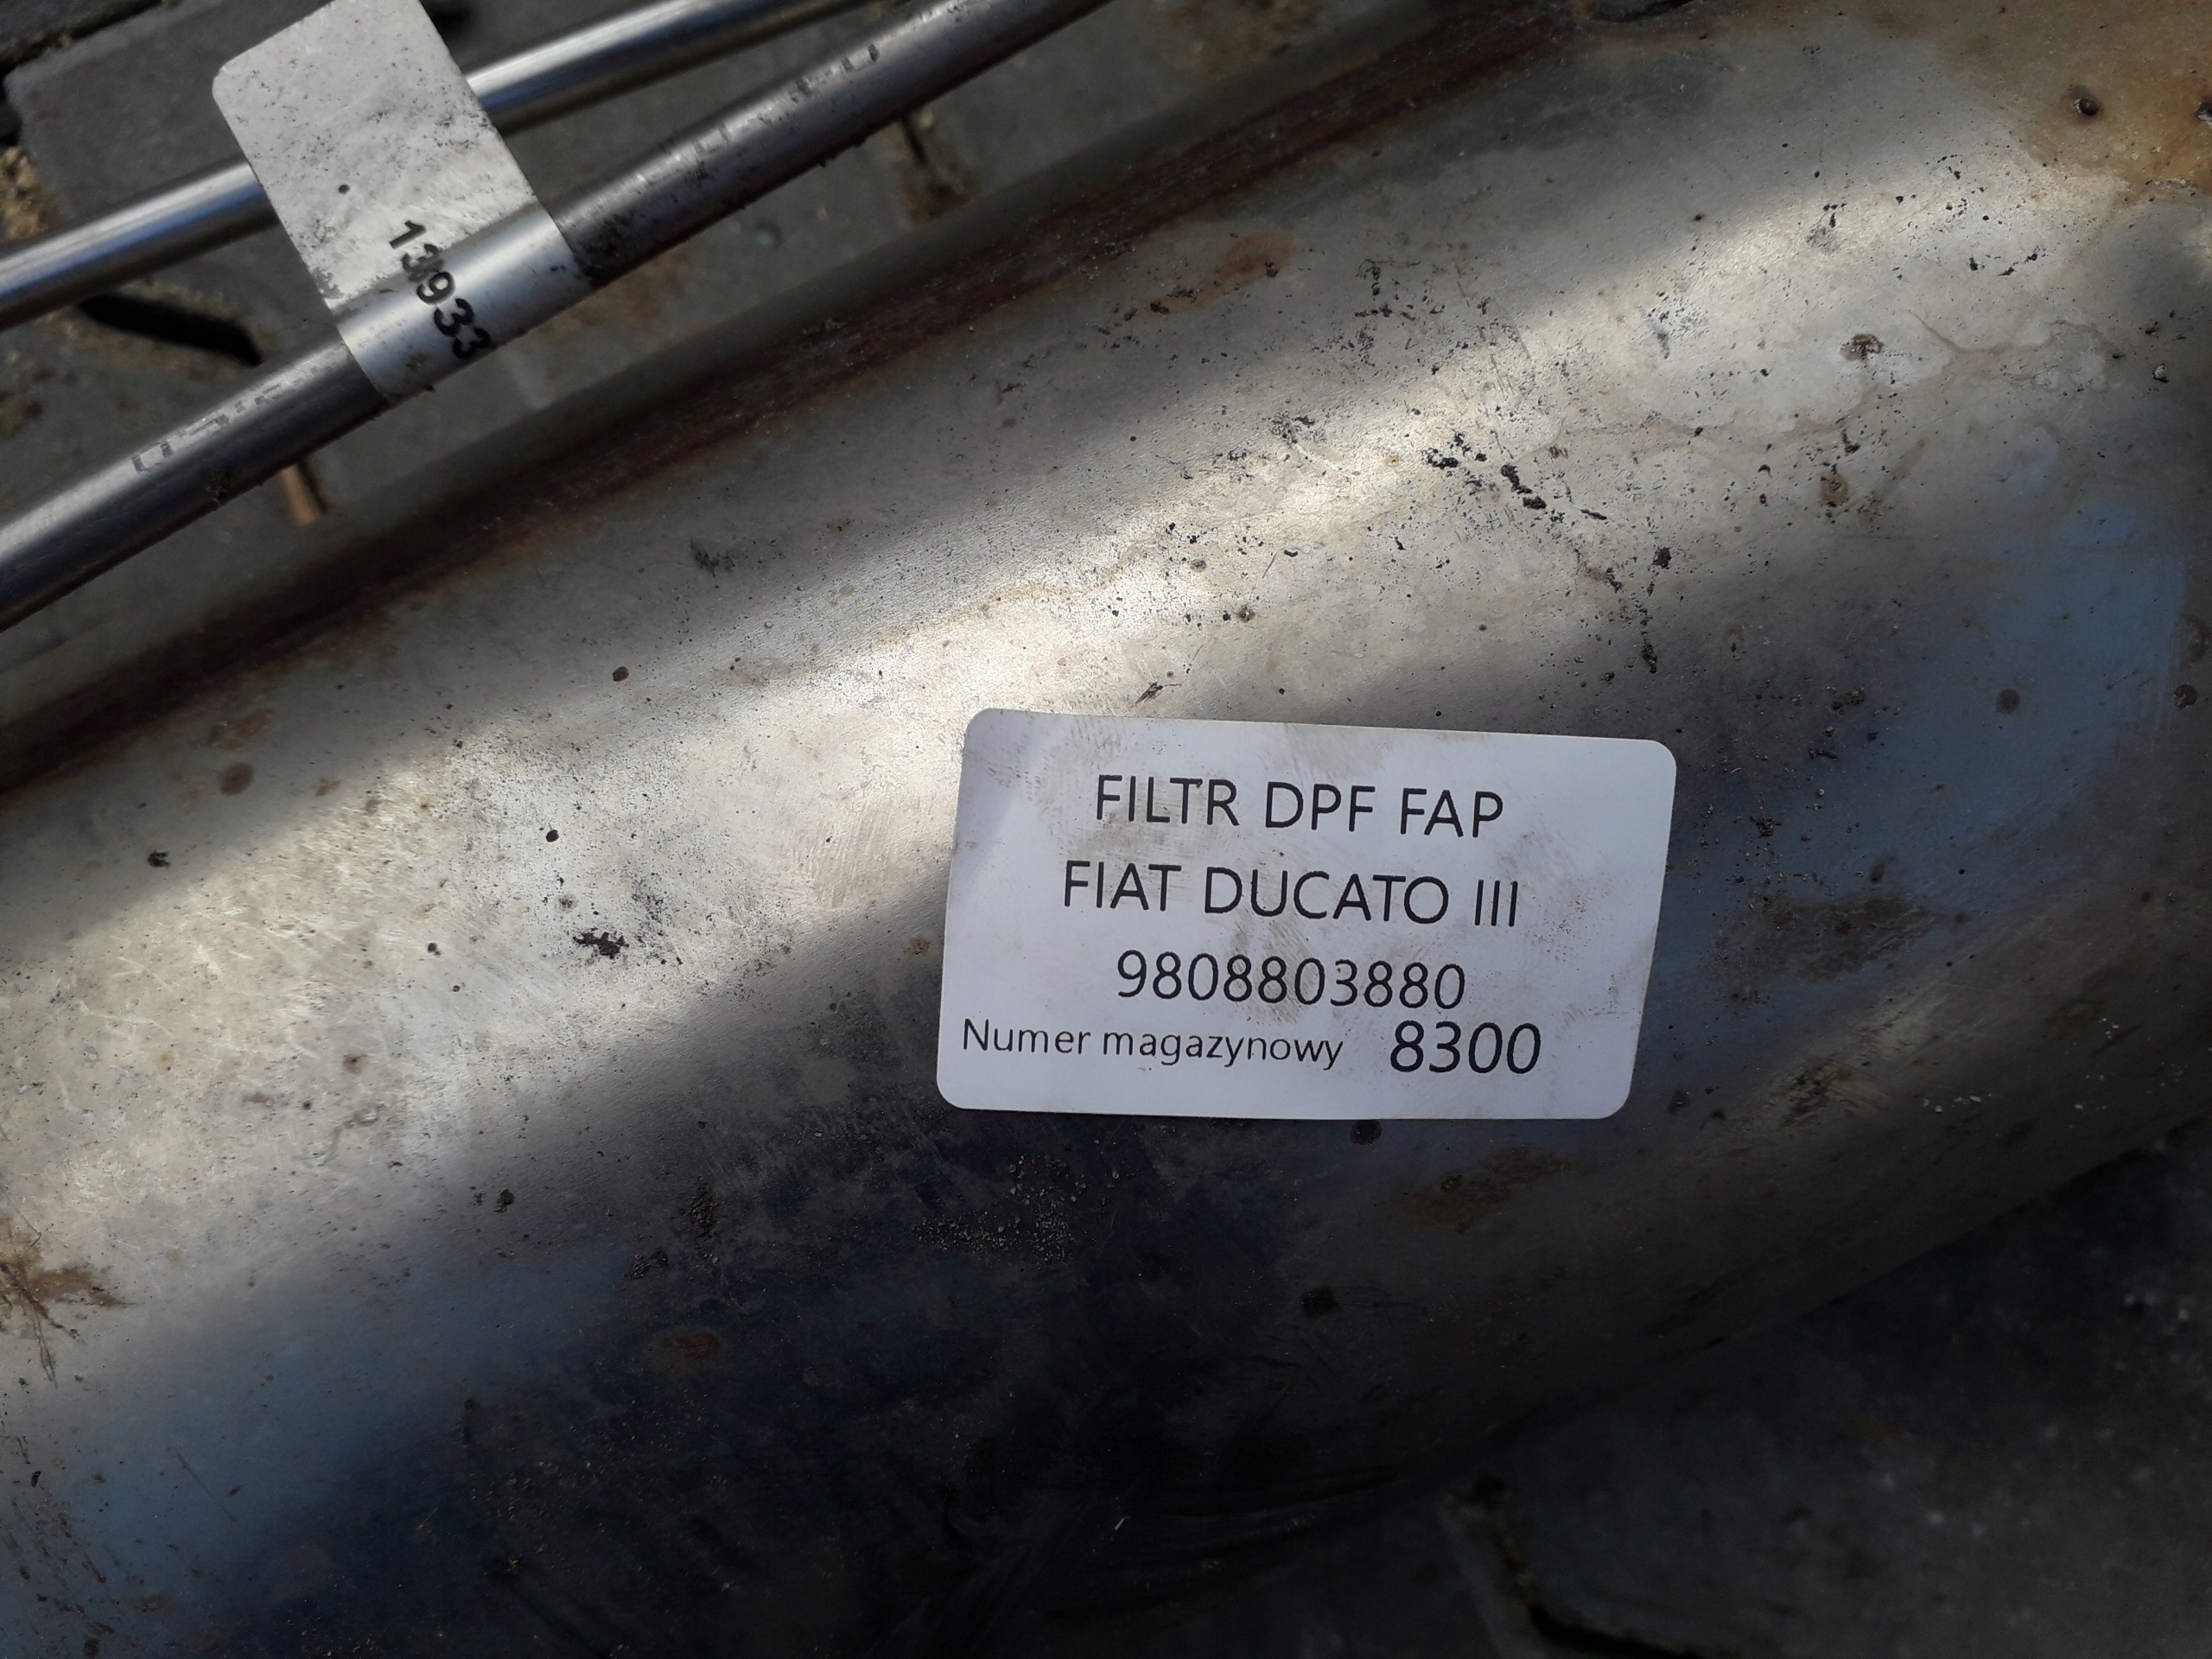 13933
FILTR DPF FAP
FIAT DUCATO III
9808803880
Numer magazynowy 8300